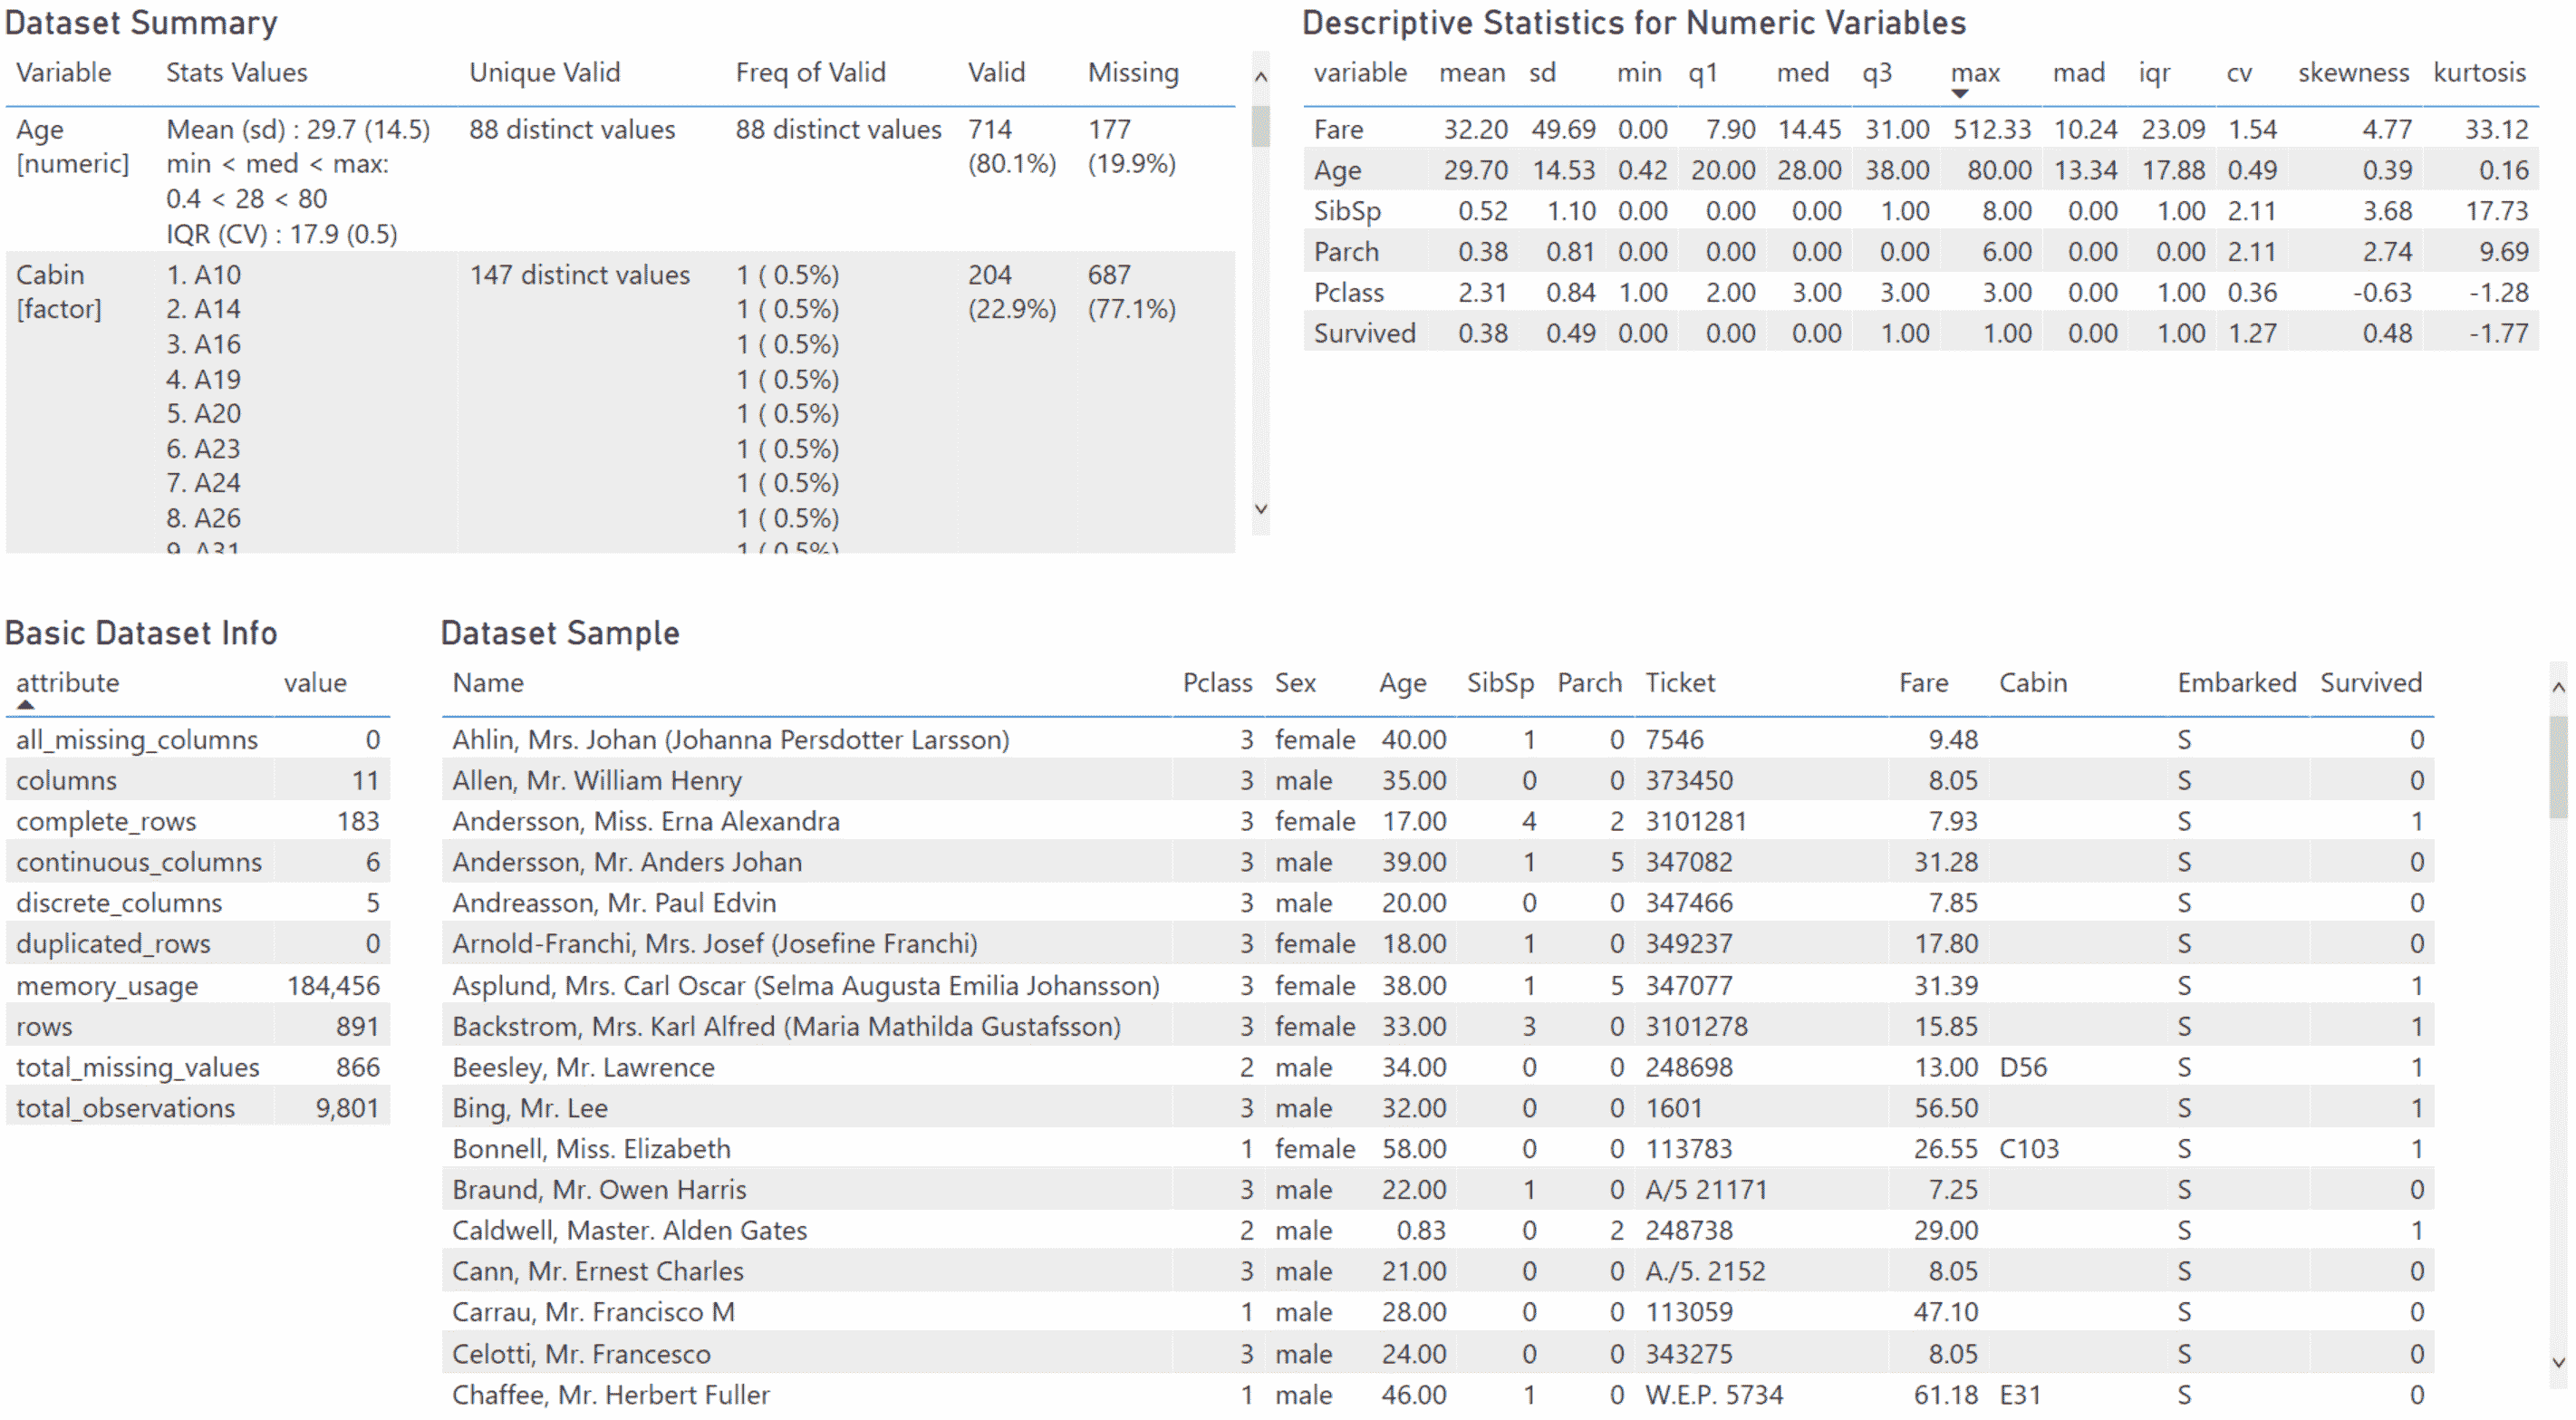 Dataset Summary
Variable Stats Values Unique Valid Freq of Valid Valid Missing
Age Mean (sd) : 29.7 (14.5) 88 distinct values 88 distinct values 714 177
[numeric] min < med < max: (80.1%) (19.9%)
0.4 < 28 < 80
IQR (CV) : 17.9 (0.5)
Cabin 1. A10 147 distinct values 1 ( 0.5%) 204 687
[factor] 2. A14 1 ( 0.5%) (22.9%) (77.1%)
3. A16 1 ( 0.5%)
4. A19 1 ( 0.5%)
5. A20 1 ( 0.5%)
6. A23 1 ( 0.5%)
7. A24 1 ( 0.5%)
8. A26 1 ( 0.5%)
9. A31 1 ( 0.5%)
Descriptive Statistics for Numeric Variables
variable mean sd min q1 med q3 max mad iqr cv skewness kurtosis
Fare 32.20 49.69 0.00 7.90 14.45 31.00 512.33 10.24 23.09 1.54 4.77 33.12
Age 29.70 14.53 0.42 20.00 28.00 38.00 80.00 13.34 17.88 0.49 0.39 0.16
SibSp 0.52 1.10 0.00 0.00 0.00 1.00 8.00 0.00 1.00 2.11 3.68 17.73
Parch 0.38 0.81 0.00 0.00 0.00 0.00 6.00 0.00 0.00 2.11 2.74 9.69
Pclass 2.31 0.84 1.00 2.00 3.00 3.00 3.00 0.00 1.00 0.36 -0.63 -1.28
Survived 0.38 0.49 0.00 0.00 0.00 1.00 1.00 0.00 1.00 1.27 0.48 -1.77
Basic Dataset Info
attribute value
all_missing_columns 0
columns 11
complete_rows 183
continuous_columns 6
discrete_columns 5
duplicated_rows 0
memory_usage 184,456
rows 891
total_missing_values 866
total_observations 9,801
Dataset Sample
Name Pclass Sex Age SibSp Parch Ticket Fare Cabin Embarked Survived
Ahlin, Mrs. Johan (Johanna Persdotter Larsson) 3 female 40.00 1 0 7546 9.48 S 0
Allen, Mr. William Henry 3 male 35.00 0 0 373450 8.05 S 0
Andersson, Miss. Erna Alexandra 3 female 17.00 4 2 3101281 7.93 S 1
Andersson, Mr. Anders Johan 3 male 39.00 1 5 347082 31.28 S 0
Andreasson, Mr. Paul Edvin 3 male 20.00 0 0 347466 7.85 S 0
Arnold-Franchi, Mrs. Josef (Josefine Franchi) 3 female 18.00 1 0 349237 17.80 S 0
Asplund, Mrs. Carl Oscar (Selma Augusta Emilia Johansson) 3 female 38.00 1 5 347077 31.39 S 1
Backstrom, Mrs. Karl Alfred (Maria Mathilda Gustafsson) 3 female 33.00 3 0 3101278 15.85 S 1
Beesley, Mr. Lawrence 2 male 34.00 0 0 248698 13.00 D56 S 1
Bing, Mr. Lee 3 male 32.00 0 0 1601 56.50 S 1
Bonnell, Miss. Elizabeth 1 female 58.00 0 0 113783 26.55 C103 S 1
Braund, Mr. Owen Harris 3 male 22.00 1 0 A/5 21171 7.25 S 0
Caldwell, Master. Alden Gates 2 male 0.83 0 2 248738 29.00 S 1
Cann, Mr. Ernest Charles 3 male 21.00 0 0 A./5. 2152 8.05 S 0
Carrau, Mr. Francisco M 1 male 28.00 0 0 113059 47.10 S 0
Celotti, Mr. Francesco 3 male 24.00 0 0 343275 8.05 S 0
Chaffee, Mr. Herbert Fuller 1 male 46.00 1 0 W.E.P. 5734 61.18 E31 S 0